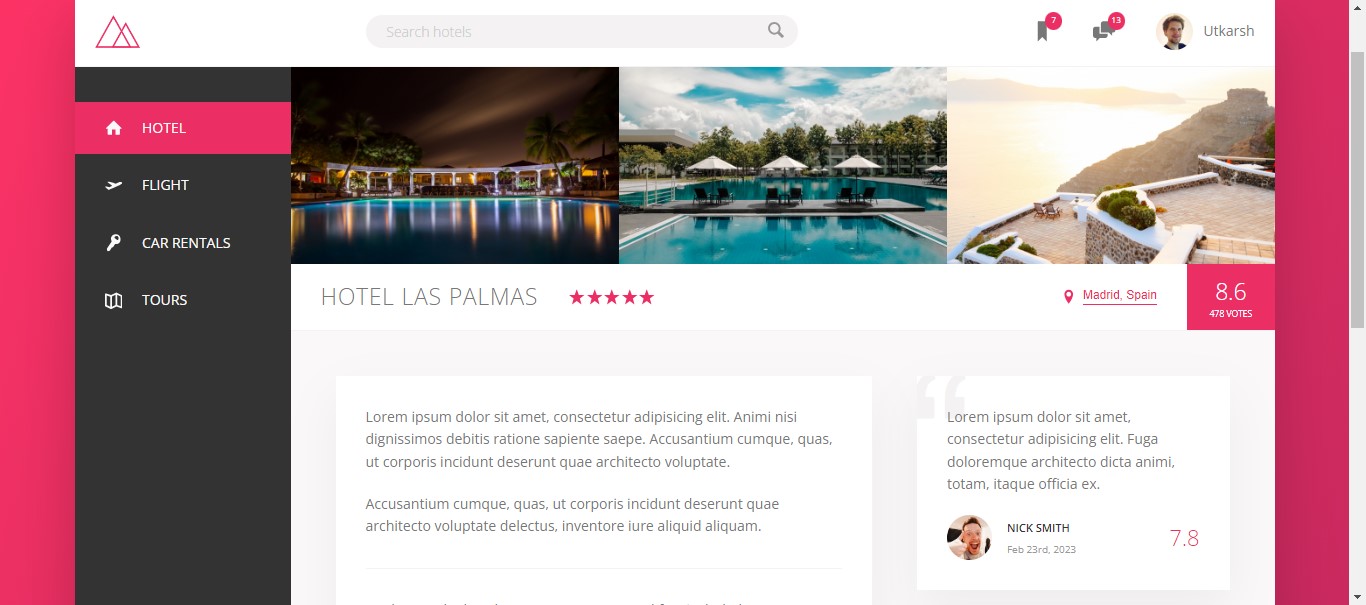 Search hotels
7
13
Utkarsh
HOTEL
FLIGHT
CAR RENTALS
TOURS
HOTEL LAS PALMAS
Madrid, Spain
8.6
478 VOTES
Lorem ipsum dolor sit amet, consectetur adipisicing elit. Animi nisi
dignissimos debitis ratione sapiente saepe. Accusantium cumque, quas,
ut corporis incidunt deserunt quae architecto voluptate.
Accusantium cumque, quas, ut corporis incidunt deserunt quae
architecto voluptate delectus, inventore iure aliquid aliquam.
“
Lorem ipsum dolor sit amet,
consectetur adipisicing elit. Fuga
doloremque architecto dicta animi,
totam, itaque officia ex.
NICK SMITH
Feb 23rd, 2023
7.8